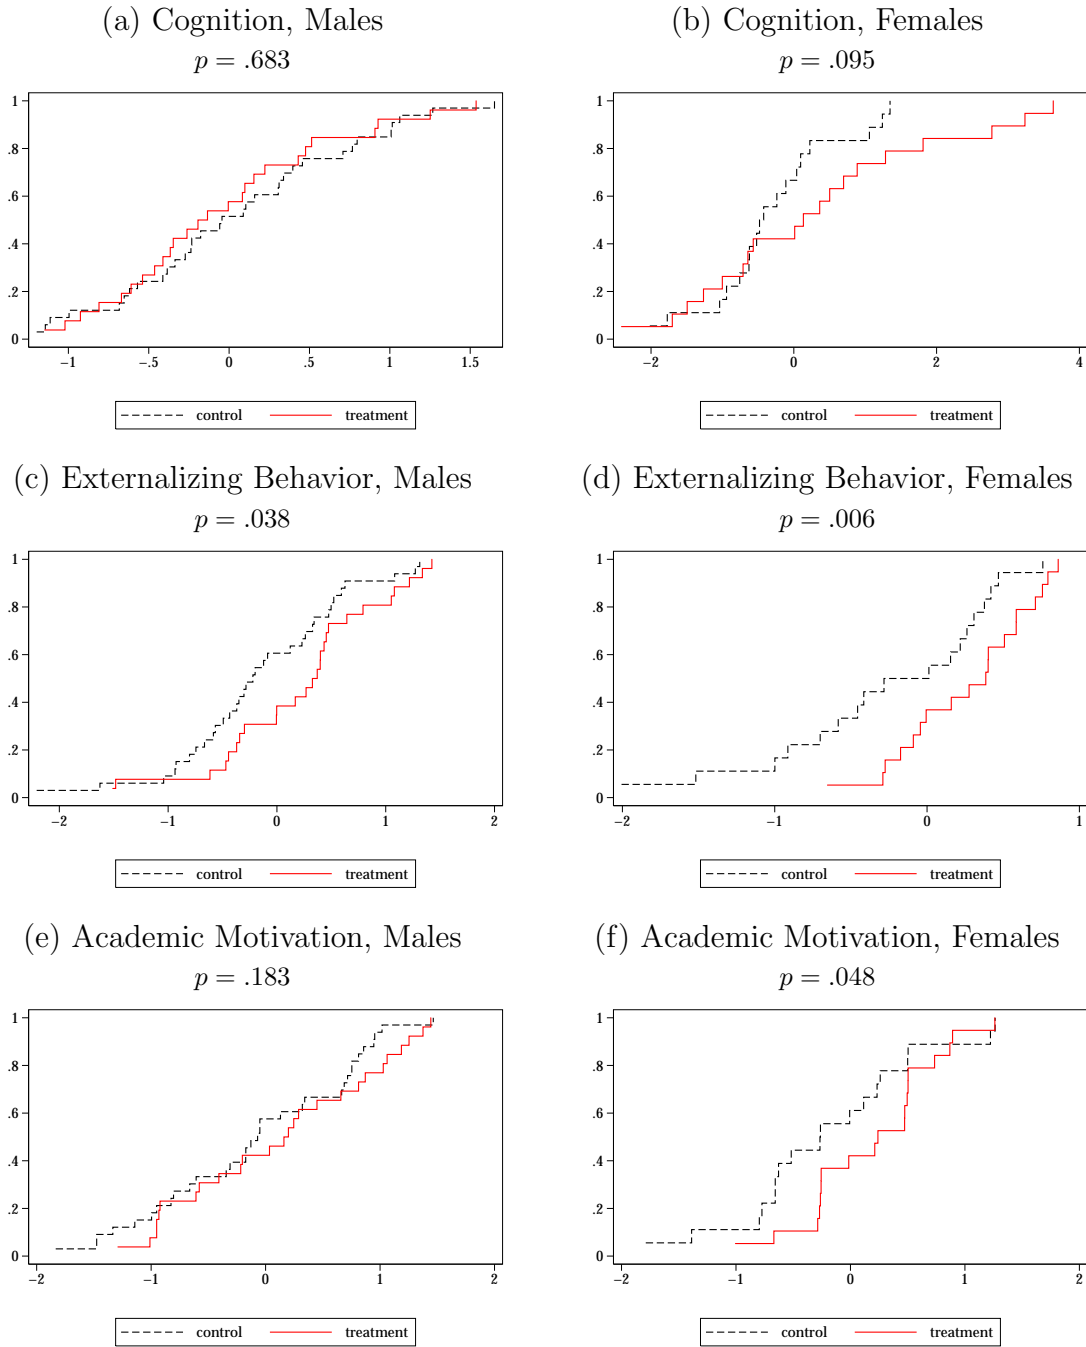 (a) Cognition, Males
p = .683
1
.8
.6
.4
.2
0
−1 −.5 0 .5 1 1.5
control treatment
(b) Cognition, Females
p = .095
1
.8
.6
.4
.2
0
−2 0 2 4
control treatment
(c) Externalizing Behavior, Males
p = .038
1
.8
.6
.4
.2
0
−2 −1 0 1 2
control treatment
(d) Externalizing Behavior, Females
p = .006
1
.8
.6
.4
.2
0
−2 −1 0 1
control treatment
(e) Academic Motivation, Males
p = .183
1
.8
.6
.4
.2
0
−2 −1 0 1 2
control treatment
(f) Academic Motivation, Females
p = .048
1
.8
.6
.4
.2
0
−2 −1 0 1 2
control treatment